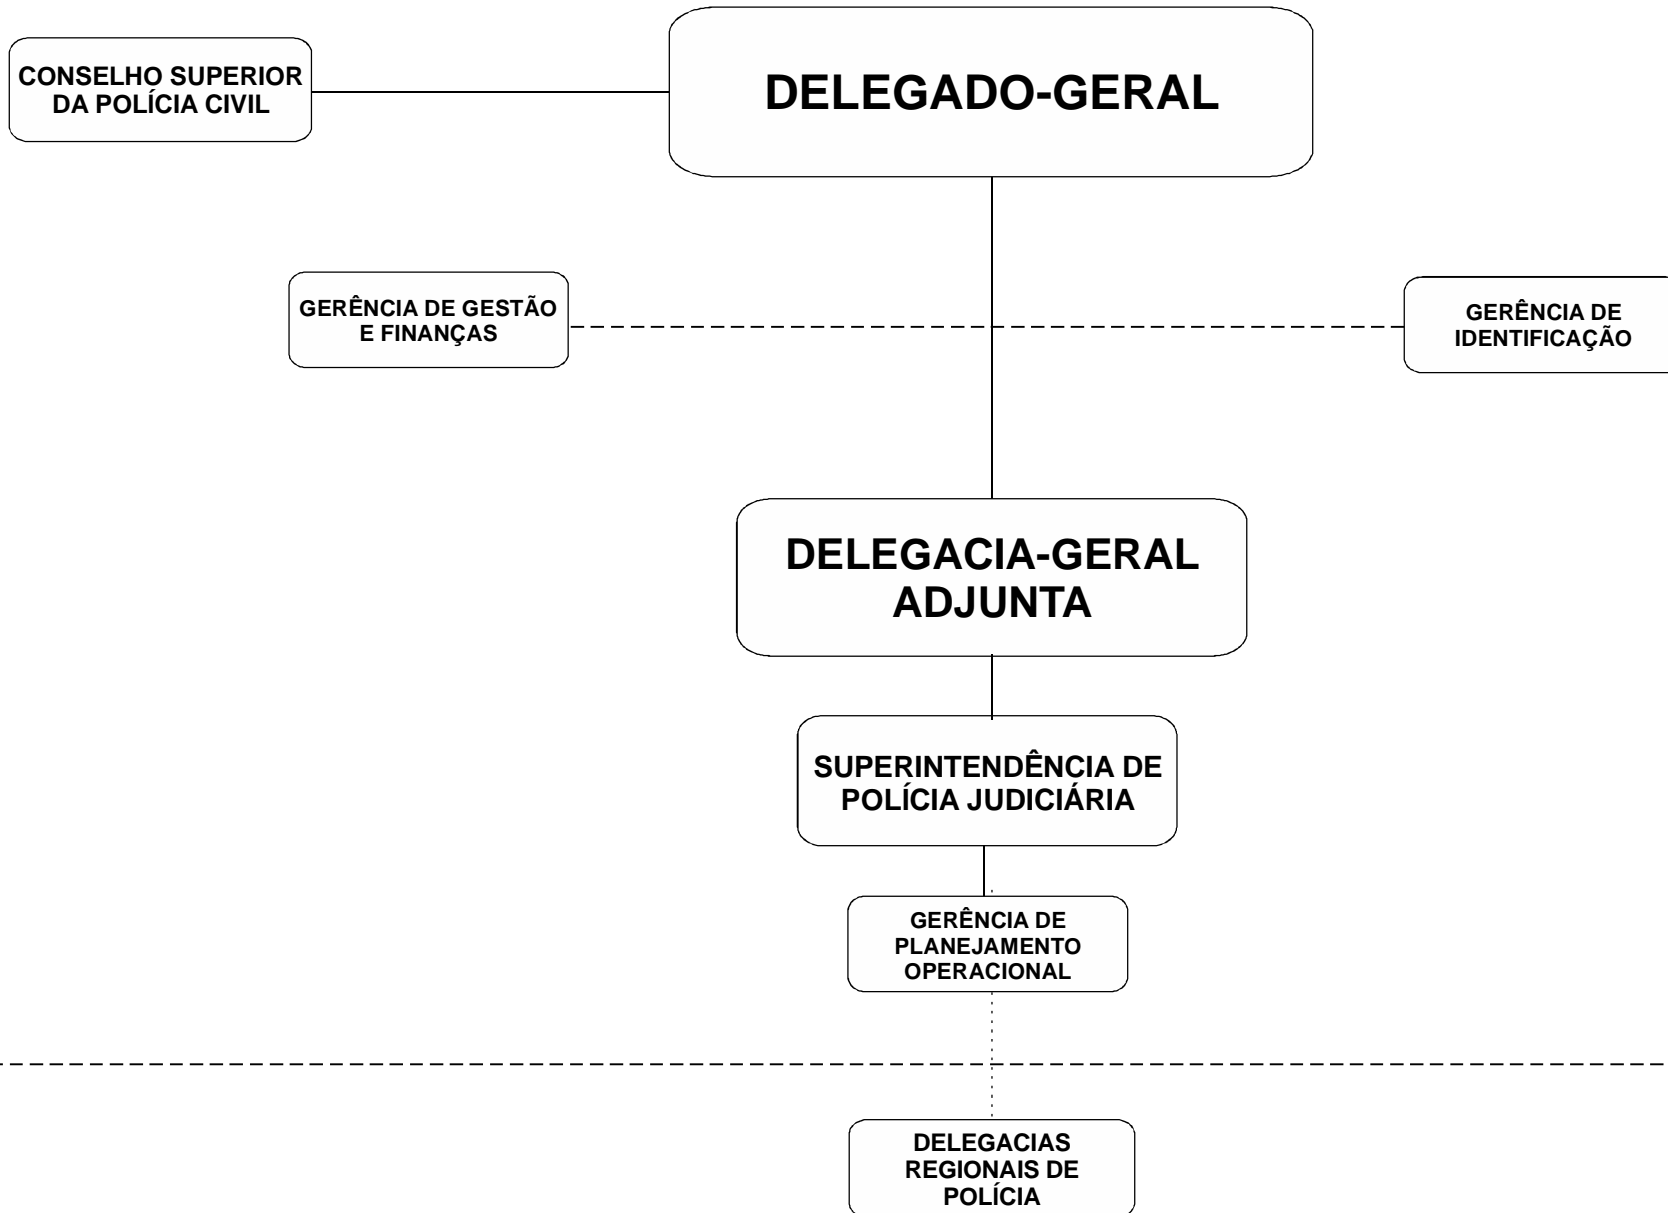 CONSELHO SUPERIOR
DA POLÍCIA CIVIL
DELEGADO-GERAL
GERÊNCIA DE GESTÃO
E FINANÇAS
GERÊNCIA DE
IDENTIFICAÇÃO
DELEGACIA-GERAL
ADJUNTA
SUPERINTENDÊNCIA DE
POLÍCIA JUDICIÁRIA
GERÊNCIA DE
PLANEJAMENTO
OPERACIONAL
DELEGACIAS
REGIONAIS DE
POLÍCIA